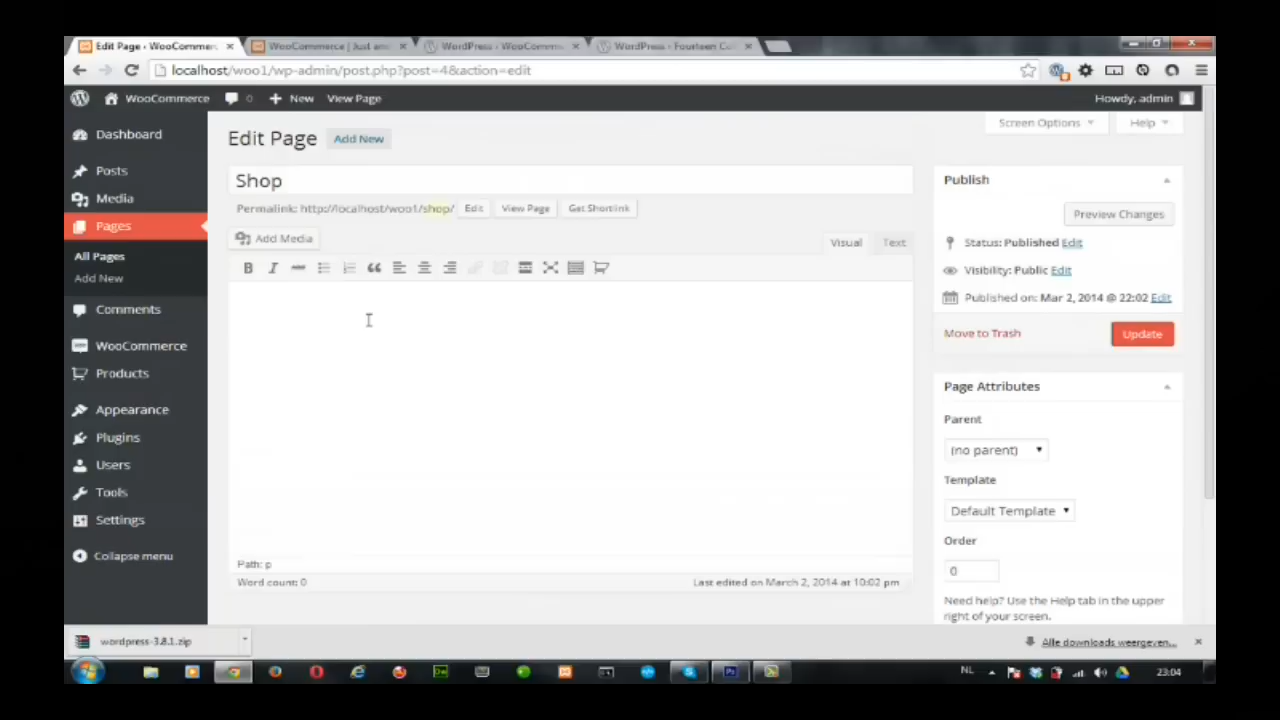 Edit Page ‹ WooCommer
WooCommerce | Just an
WordPress › WooComm
WordPress › Fourteen Co
localhost/woo1/wp-admin/post.php?post=4&action=edit
WooCommerce 0 + New View Page
Howdy, admin
Dashboard
Posts
Media
Pages
All Pages
Add New
Comments
WooCommerce
Products
Appearance
Plugins
Users
Tools
Settings
Collapse menu
Screen Options Help
Edit Page Add New
Shop
Permalink: http://localhost/woo1/shop/ Edit View Page Get Shortlink
Add Media
Visual Text
B I
Path: p
Word count: 0
Last edited on March 2, 2014 at 10:02 pm
Publish
Preview Changes
Status: Published Edit
Visibility: Public Edit
Published on: Mar 2, 2014 @ 22:02 Edit
Move to Trash Update
Page Attributes
Parent
(no parent)
Template
Default Template
Order
0
Need help? Use the Help tab in the upper
right of your screen.
wordpress-3.8.1.zip
Alle downloads weergeven...
NL
23:04